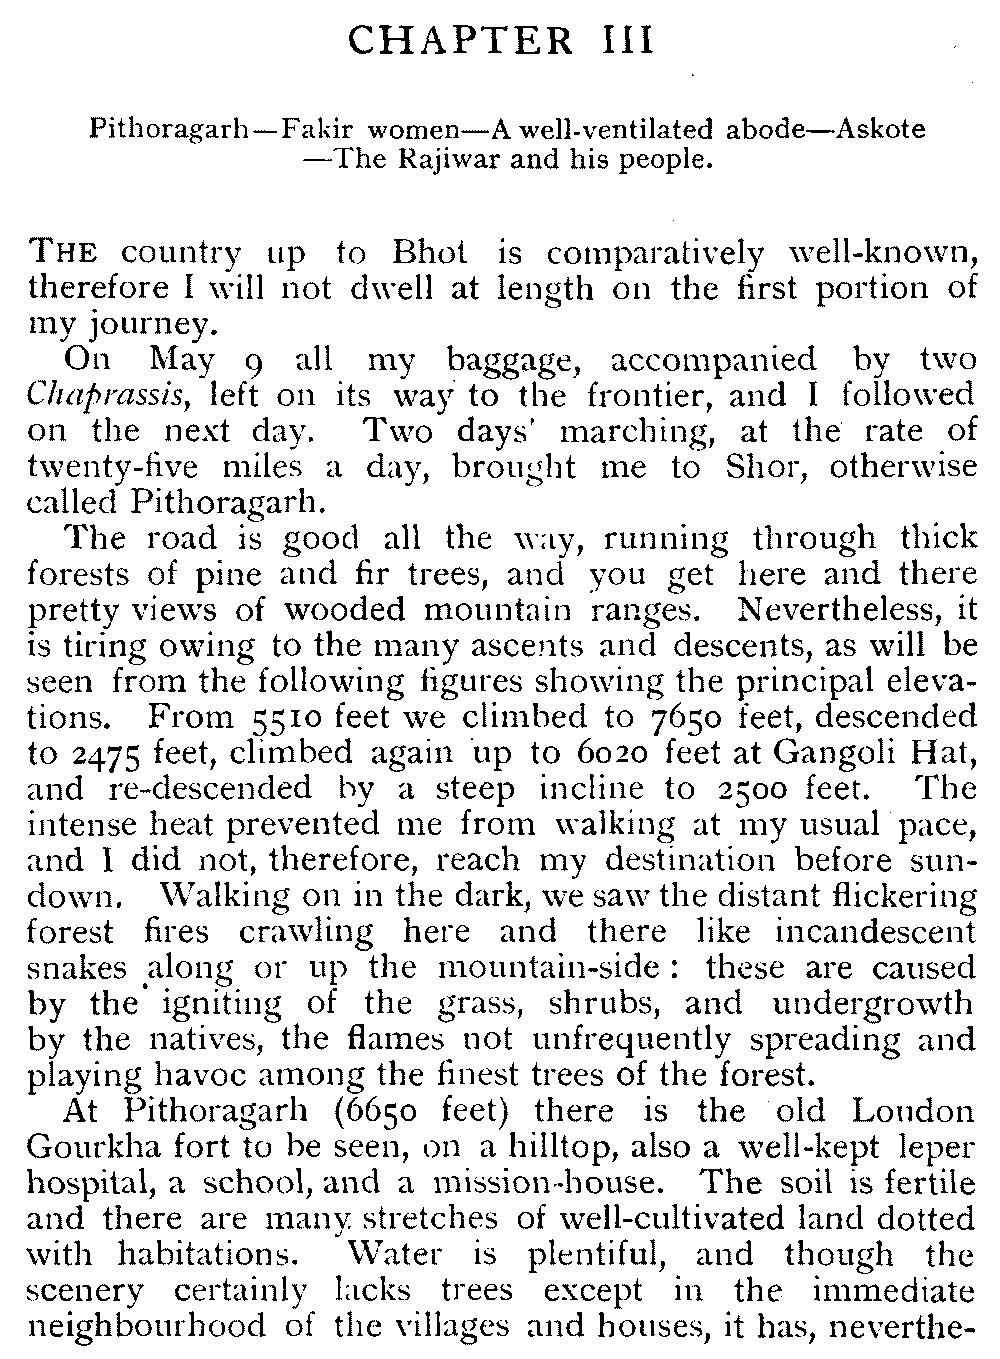 CHAPTER III
Pithoragarh—Fakir women—A well-ventilated abode—Askote
—The Rajiwar and his people.
THE country up to Bhot is comparatively well-known,
therefore I will not dwell at length on the first portion of
my journey.
On May 9 all my baggage, accompanied by two
Chaprassis, left on its way to the frontier, and I followed
on the next day. Two days' marching, at the rate of
twenty-five miles a day, brought me to Shor, otherwise
called Pithoragarh.
The road is good all the way, running through thick
forests of pine and fir trees, and you get here and there
pretty views of wooded mountain ranges. Nevertheless, it
is tiring owing to the many ascents and descents, as will be
seen from the following figures showing the principal eleva-
tions. From 5510 feet we climbed to 7650 feet, descended
to 2475 feet, climbed again up to 6020 feet at Gangoli Hat,
and re-descended by a steep incline to 2500 feet. The
intense heat prevented me from walking at my usual pace,
and I did not, therefore, reach my destination before sun-
down. Walking on in the dark, we saw the distant flickering
forest fires crawling here and there like incandescent
snakes along or up the mountain-side : these are caused
by the igniting of the grass, shrubs, and undergrowth
by the natives, the flames not unfrequently spreading and
playing havoc among the finest trees of the forest.
At Pithoragarh (6650 feet) there is the old London
Gourkha fort to be seen, on a hilltop, also a well-kept leper
hospital, a school, and a mission-house. The soil is fertile
and there are many stretches of well-cultivated land dotted
with habitations. Water is plentiful, and though the
scenery certainly lacks trees except in the immediate
neighbourhood of the villages and houses, it has, neverthe-